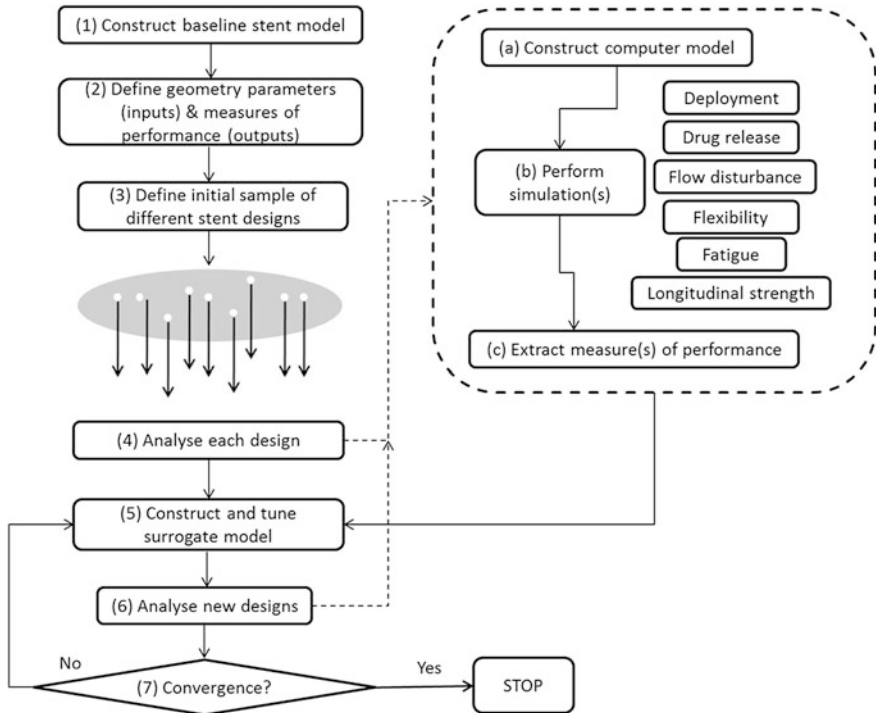 (1) Construct baseline stent model
(2) Define geometry parameters
(inputs) & measures of
performance (outputs)
(3) Define initial sample of
different stent designs
(4) Analyse each design
(5) Construct and tune
surrogate model
(6) Analyse new designs
No
(7) Convergence?
Yes
STOP
(a) Construct computer model
Deployment
Drug release
(b) Perform
simulation(s)
Flow disturbance
Flexibility
Fatigue
Longitudinal strength
(c) Extract measure(s) of performance